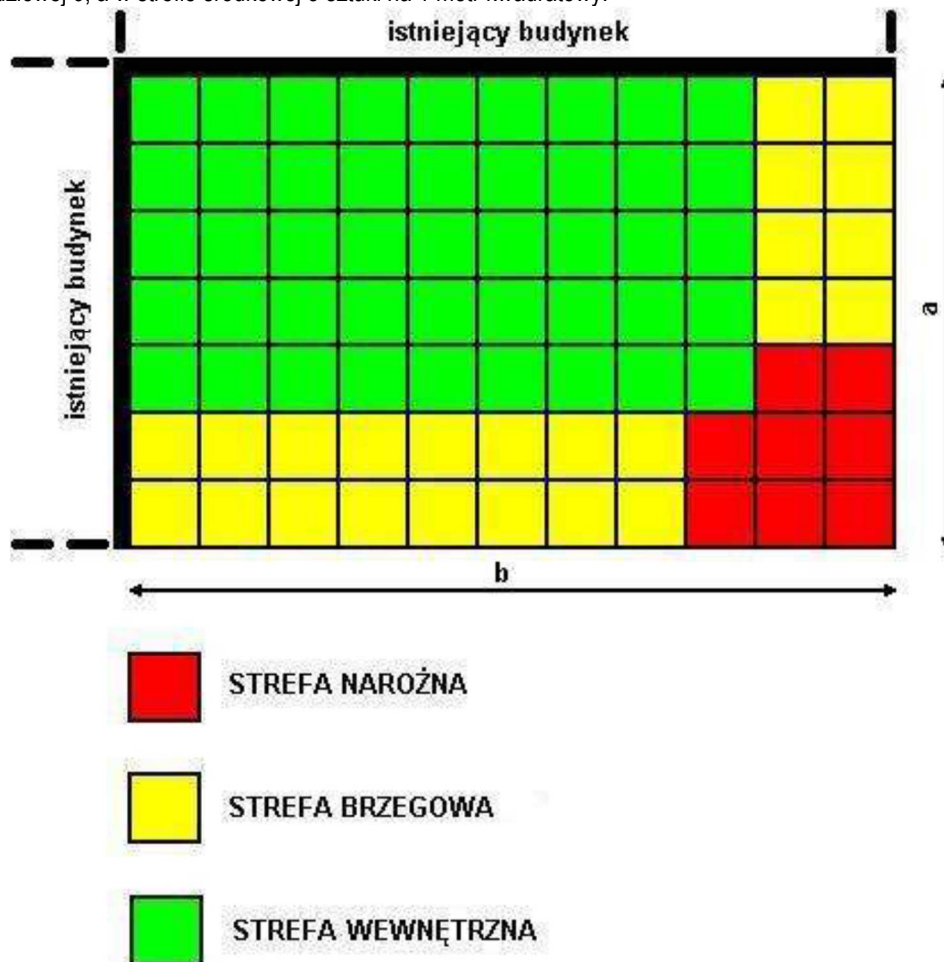 istniejący budynek
istniejący budynek
a
b
STREFA NAROŻNA
STREFA BRZEGOWA
STREFA WEWNĘTRZNA